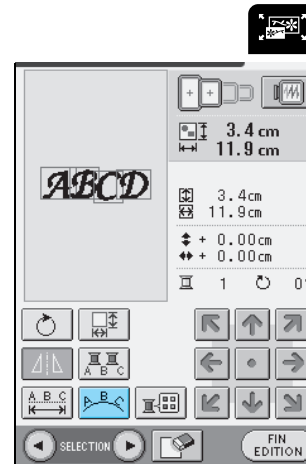 3.4 cm
11.9 cm
ABCD
3.4cm
11.9cm
+ 0.00cm
+ 0.00cm
1
A B C
A B C
B
SELECTION
FIN
EDITION